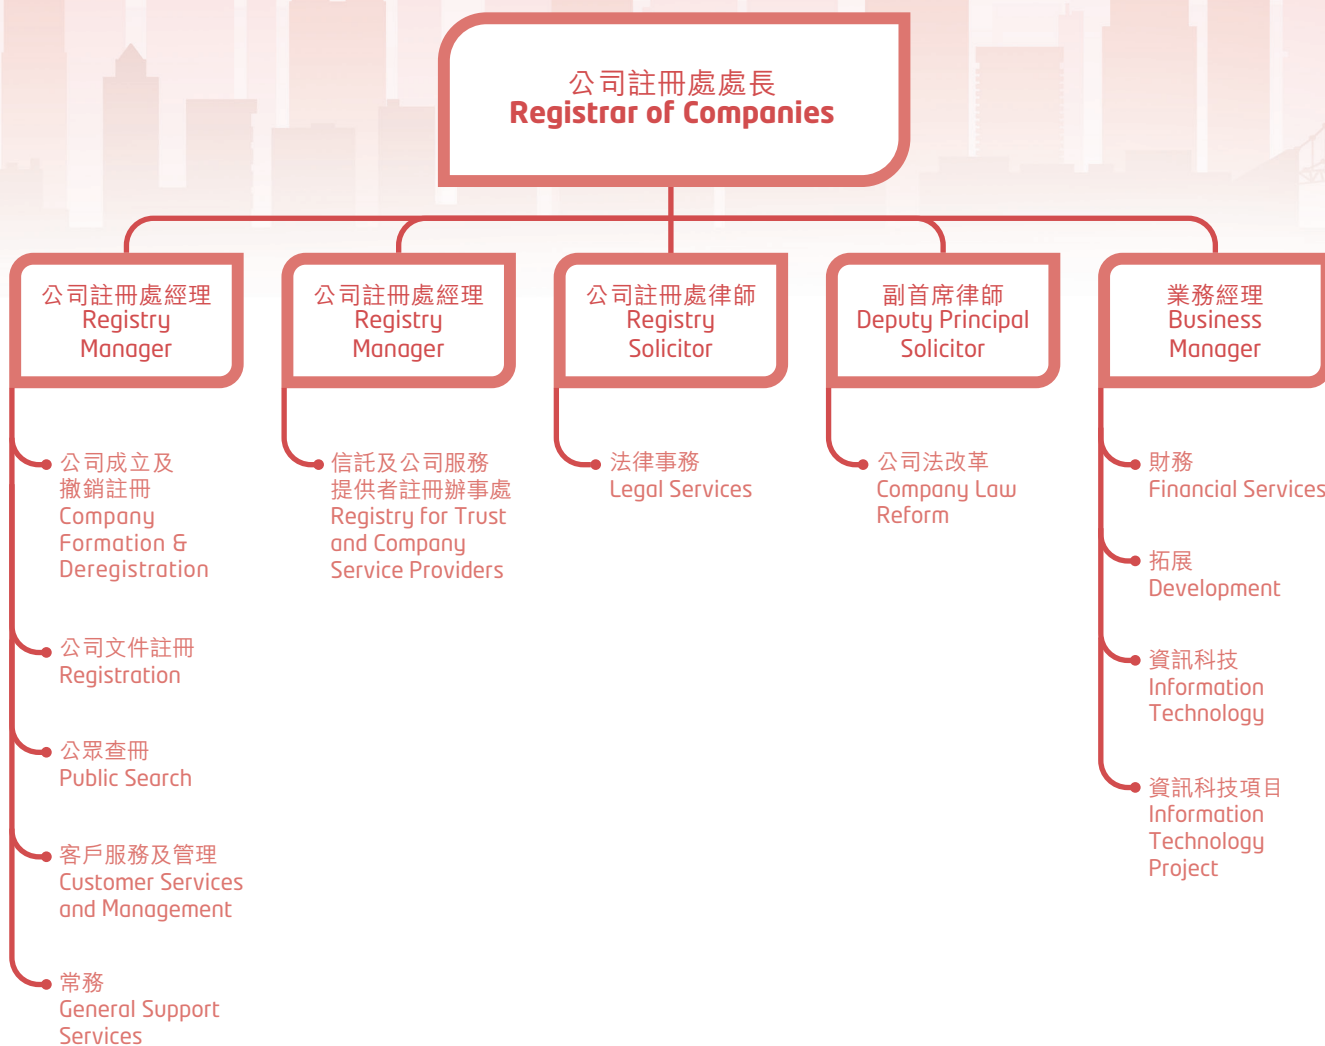 公司註冊處處長
Registrar of Companies
公司註冊處經理
Registry
Manager
公司成立及
撤銷註冊
Company
Formation &
Deregistration
公司文件註冊
Registration
公眾查冊
Public Search
客戶服務及管理
Customer Services
and Management
常務
General Support
Services
公司註冊處經理
Registry
Manager
信託及公司服務
提供者註冊辦事處
Registry for Trust
and Company
Service Providers
公司註冊處律師
Registry
Solicitor
法律事務
Legal Services
副首席律師
Deputy Principal
Solicitor
公司法改革
Company Law
Reform
業務經理
Business
Manager
財務
Financial Services
拓展
Development
資訊科技
Information
Technology
資訊科技項目
Information
Technology
Project